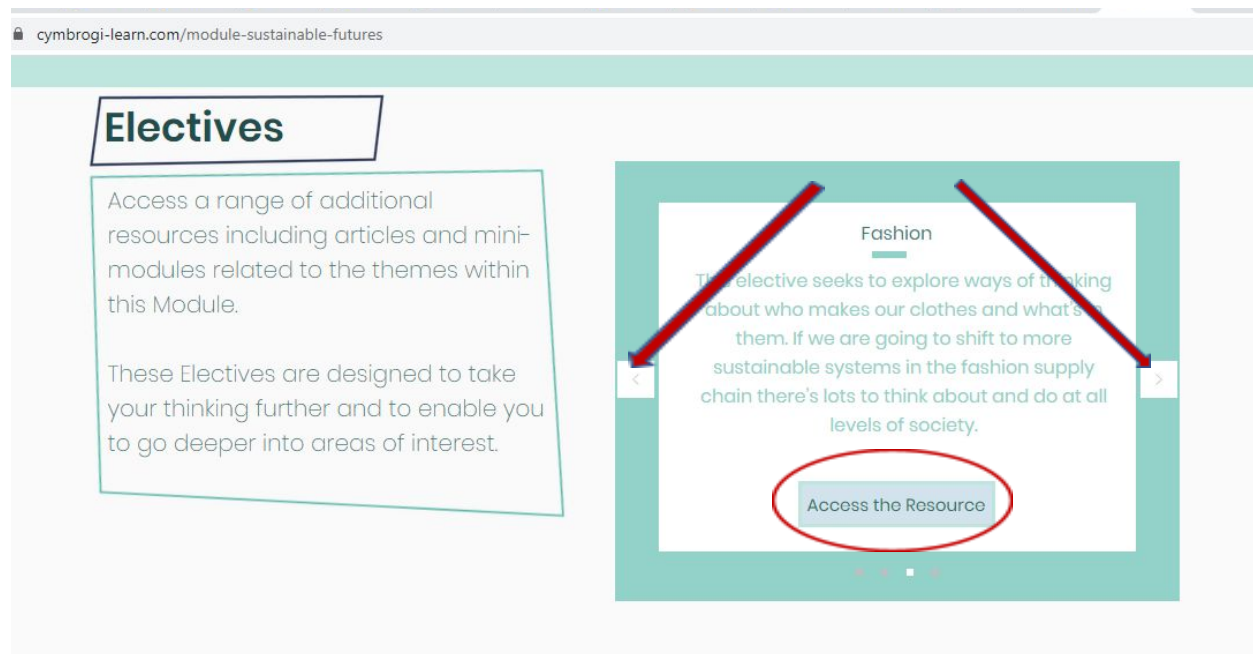 cymbrogi-learn.com/module-sustainable-futures
Electives
Access a range of additional
resources including articles and mini-
modules related to the themes within
this Module.
These Electives are designed to take
your thinking further and to enable you
to go deeper into areas of interest.
Fashion
This elective seeks to explore ways of thinking
about who makes our clothes and what's in
them. If we are going to shift to more
sustainable systems in the fashion supply
chain there's lots to think about and do at all
levels of society.
Access the Resource